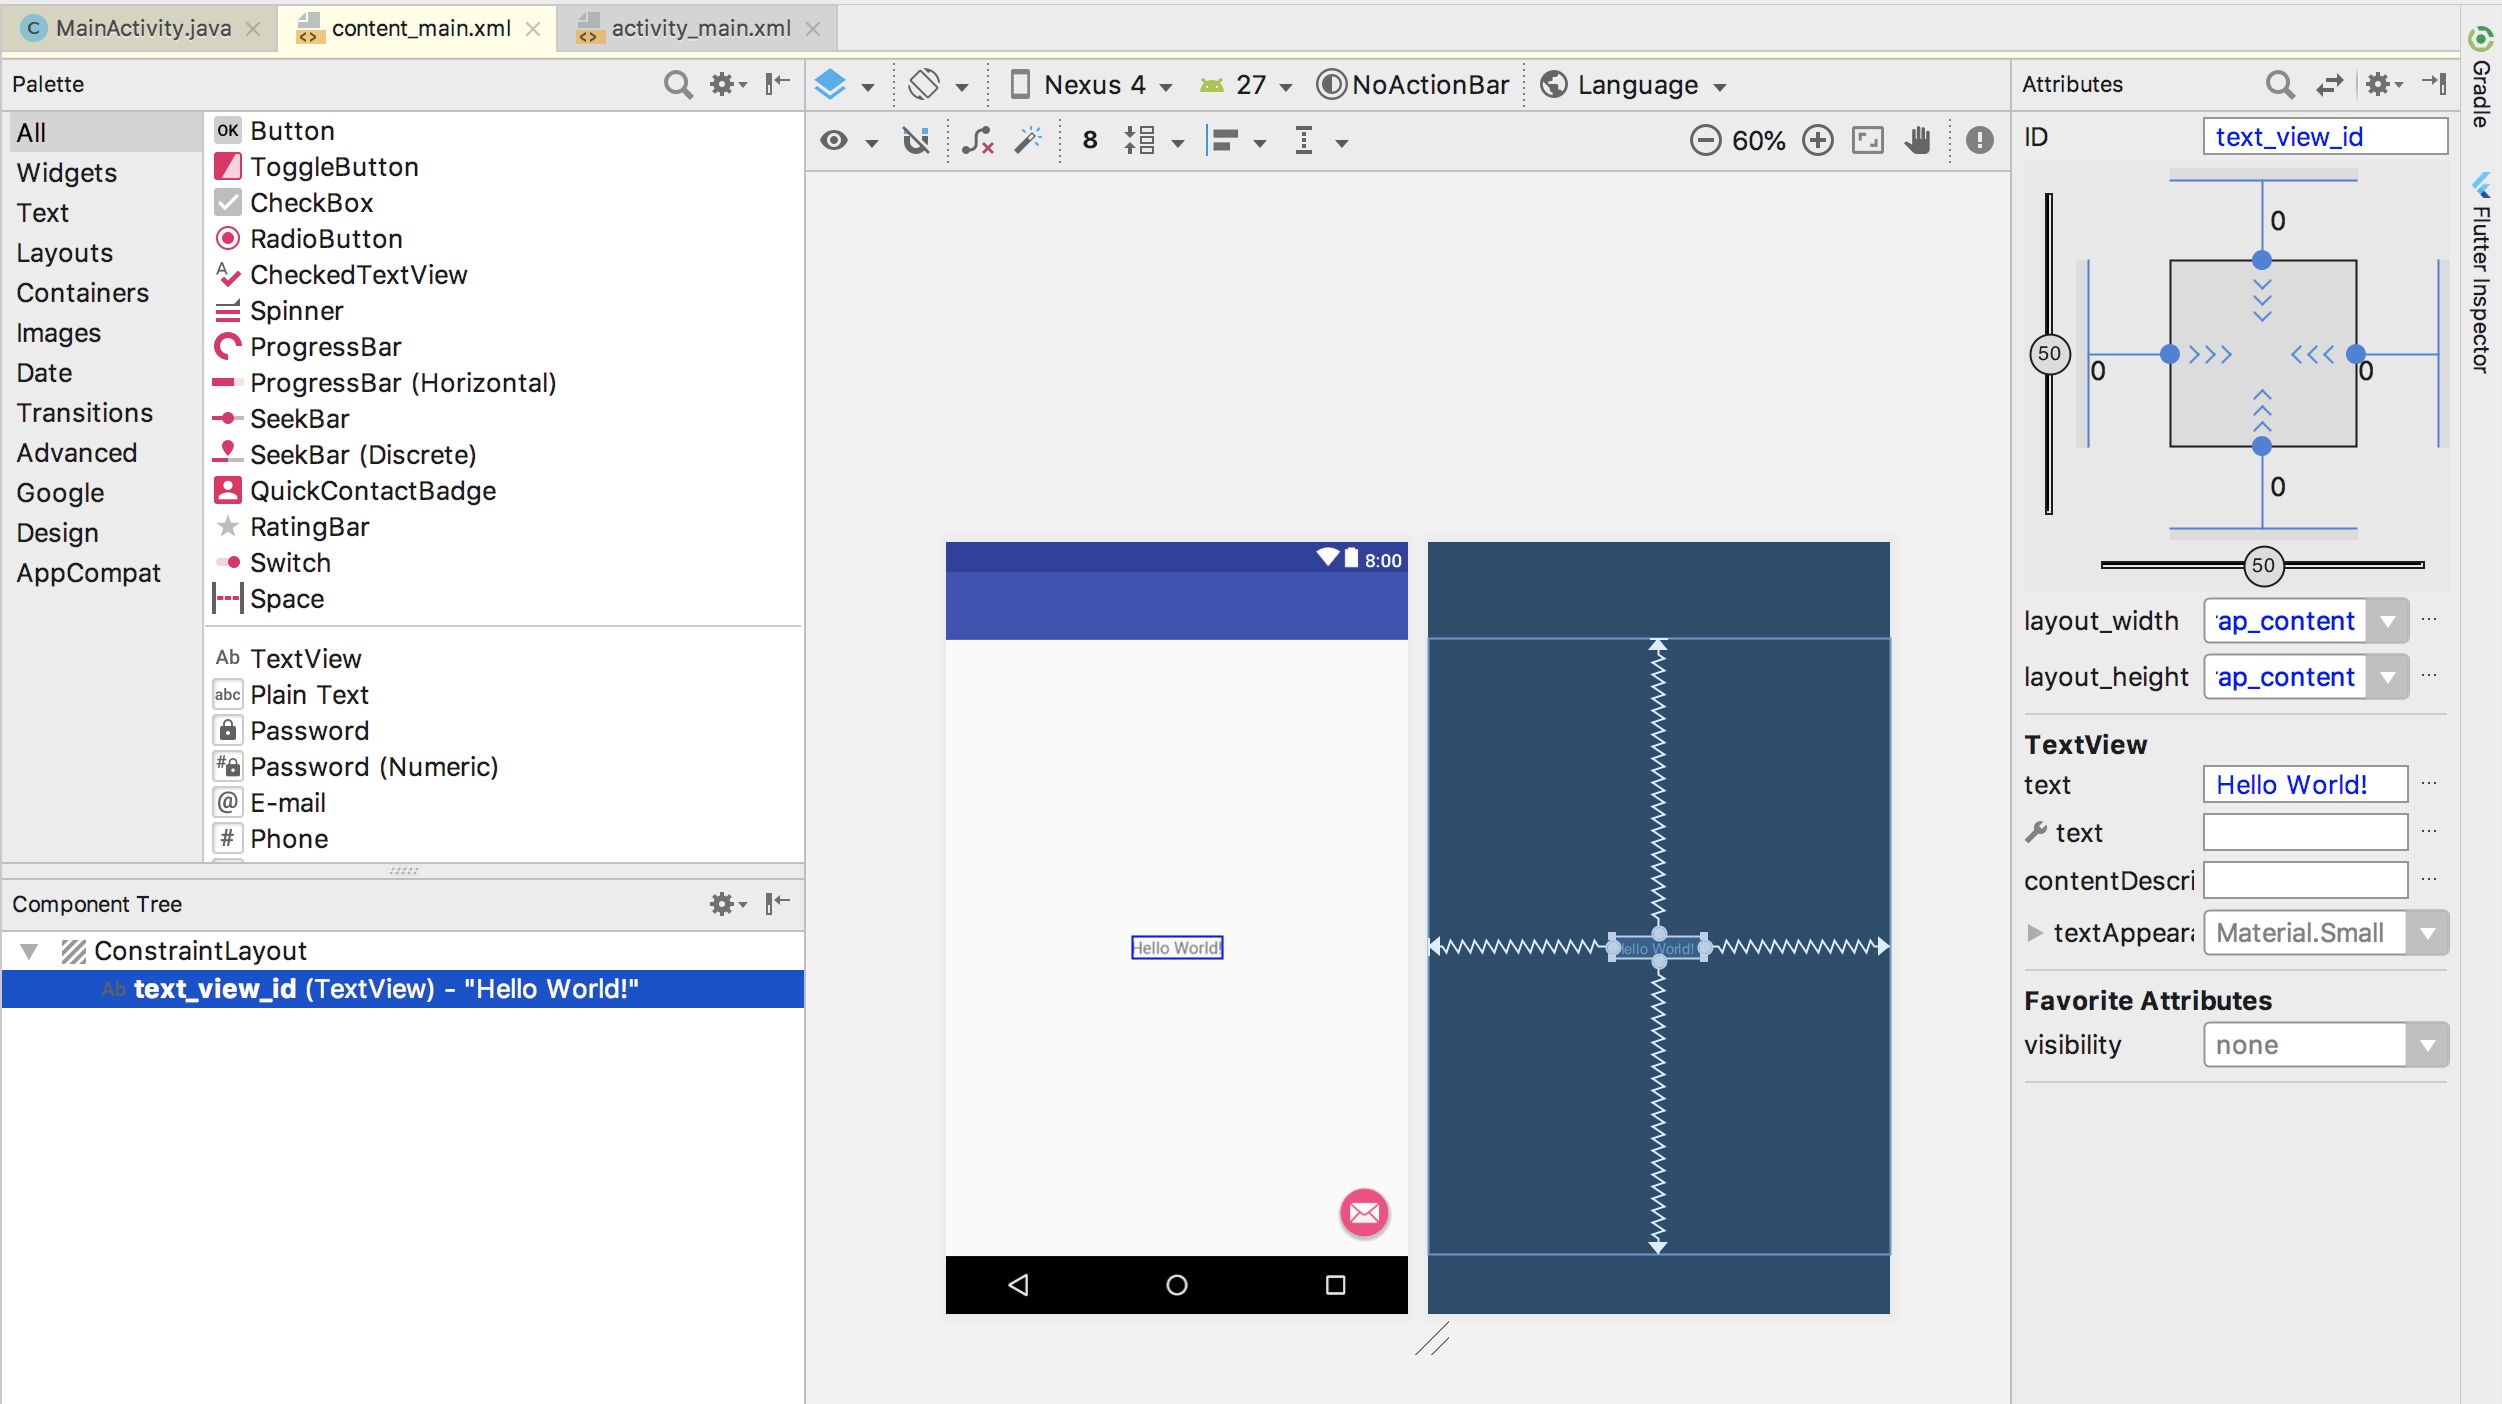 MainActivity.java
content_main.xml
activity_main.xml
Palette
Nexus 4
27
NoActionBar
Language
Attributes
8
60%
All
Widgets
Text
Layouts
Containers
Images
Date
Transitions
Advanced
Google
Design
AppCompat
OK Button
ToggleButton
CheckBox
RadioButton
CheckedTextView
Spinner
ProgressBar
ProgressBar (Horizontal)
SeekBar
SeekBar (Discrete)
QuickContactBadge
RatingBar
Switch
Space
Ab TextView
abc Plain Text
Password
Password (Numeric)
@ E-mail
# Phone
Component Tree
ConstraintLayout
Ab text_view_id (TextView) - "Hello World!"
8:00
Hello World!
Hello World!
ID text_view_id
0
50
0
0
0
50
layout_width ap_content
layout_height ap_content
TextView
text Hello World!
text
contentDescri
textAppear
Material.Small
Favorite Attributes
visibility none
Gradle
Flutter Inspector